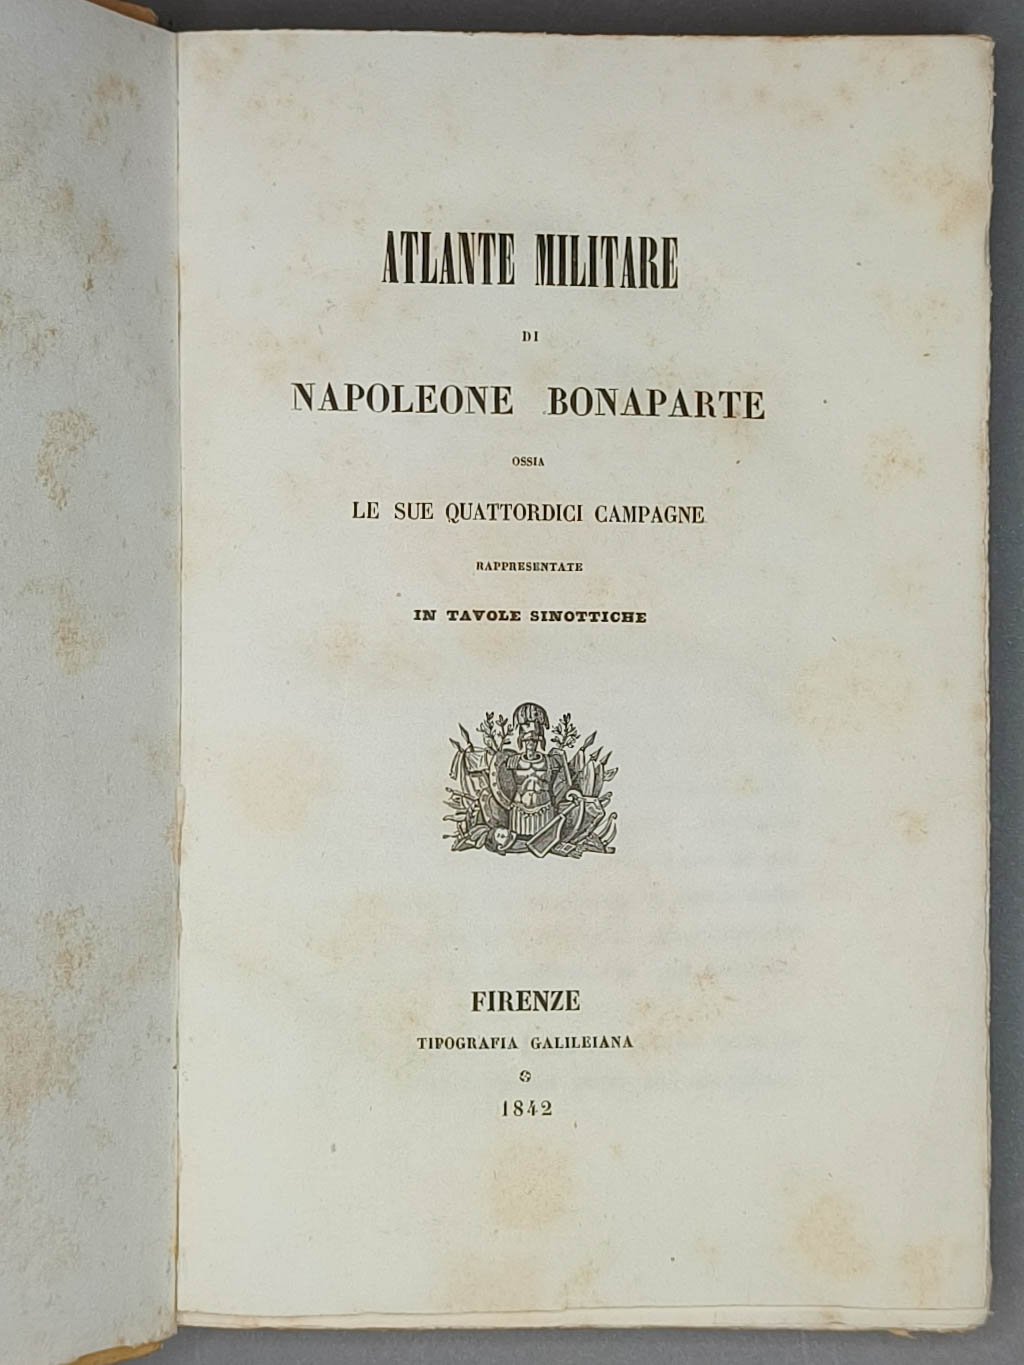 ATLANTE MILITARE
DI
NAPOLEONE BONAPARTE
OSSIA
LE SUE QUATTORDICI CAMPAGNE
RAPPRESENTATE
IN TAVOLE SINOTTICHE
FIRENZE
TIPOGRAFIA GALILEIANA
1842